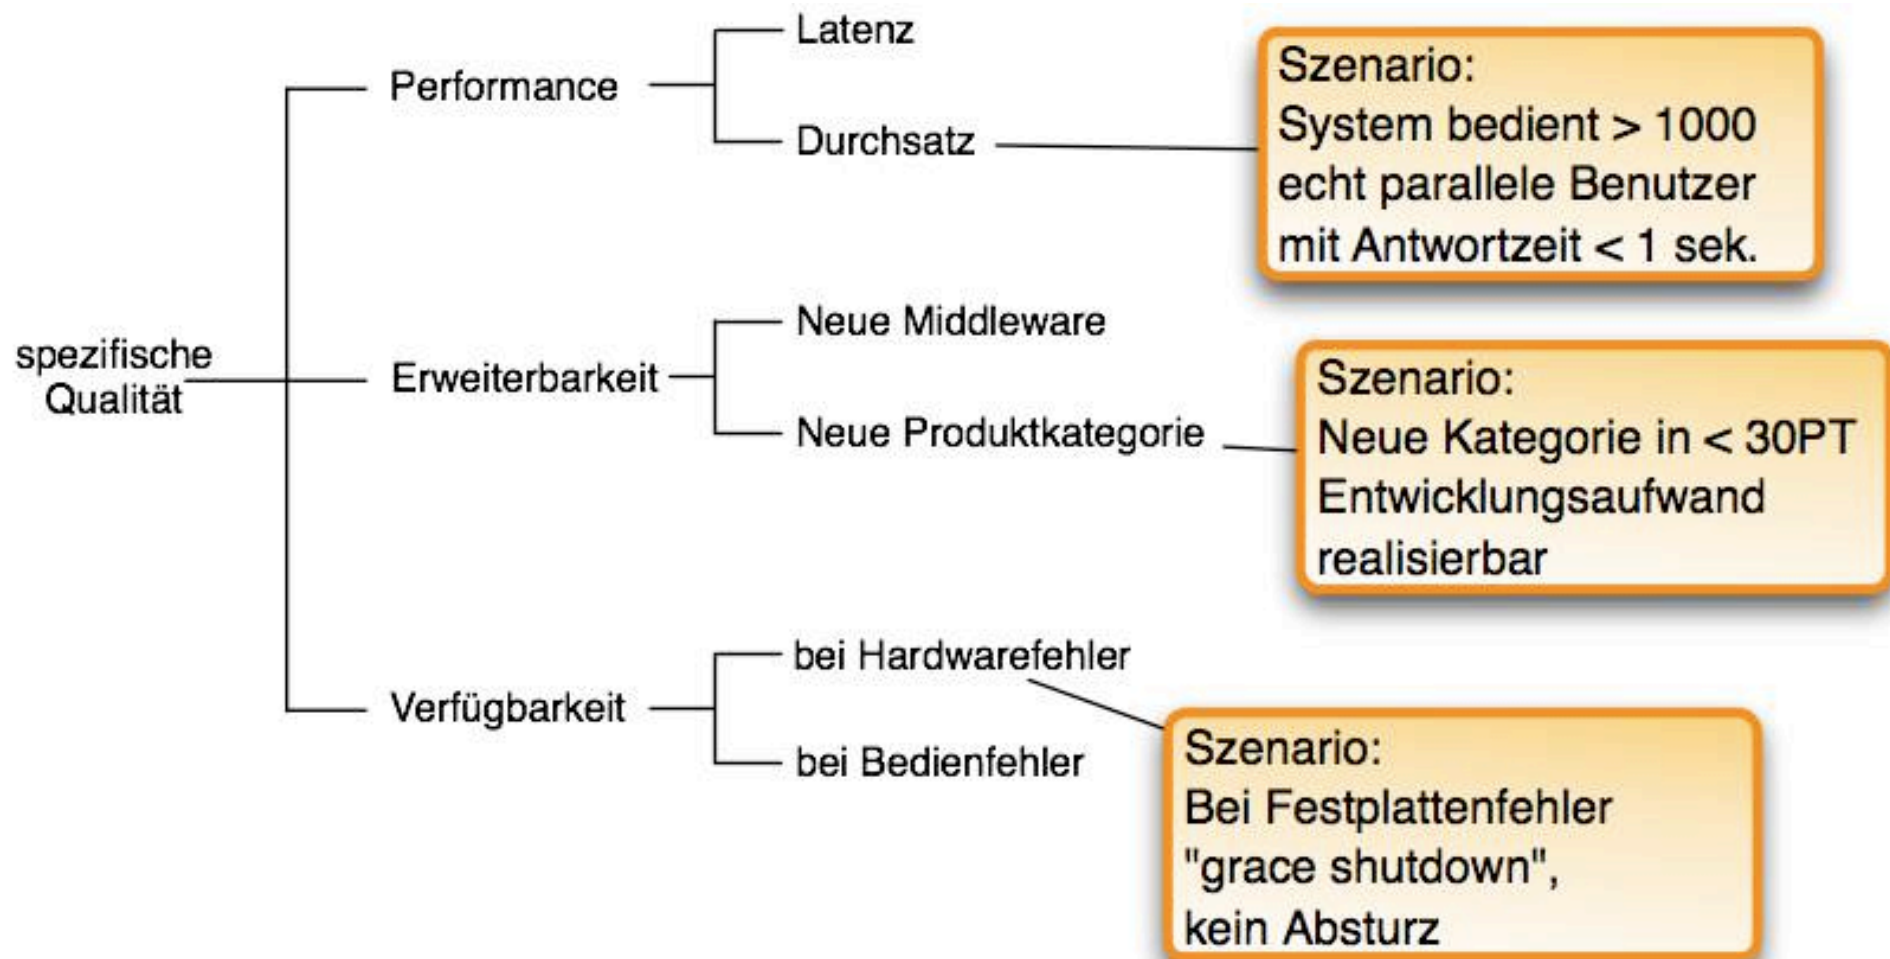 spezifische
Qualität
Performance
Latenz
Durchsatz
Szenario:
System bedient > 1000
echt parallele Benutzer
mit Antwortzeit < 1 sek.
Erweiterbarkeit
Neue Middleware
Neue Produktkategorie
Szenario:
Neue Kategorie in < 30PT
Entwicklungsaufwand
realisierbar
Verfügbarkeit
bei Hardwarefehler
bei Bedienfehler
Szenario:
Bei Festplattenfehler
"grace shutdown",
kein Absturz